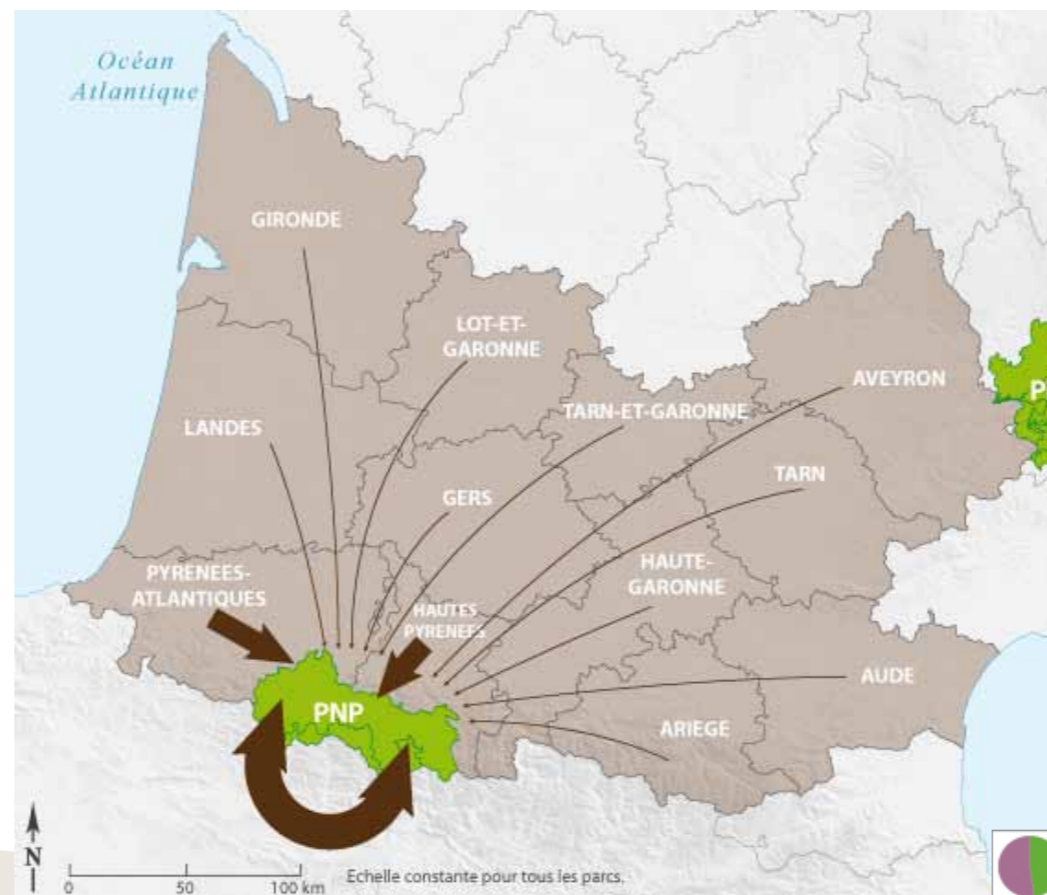 Océan
Atlantique
GIRONDE
LOT-ET-
GARONNE
AVEYRON
P
TARN-ET-GARONNE
LANDES
TARN
GERS
HAUTE-
GARONNE
PYRENEES-
ATLANTIQUES
HAUTES
PYRENEES
AUDE
PNP
ARIEGE
N
0 50 100 km
Echelle constante pour tous les parcs.